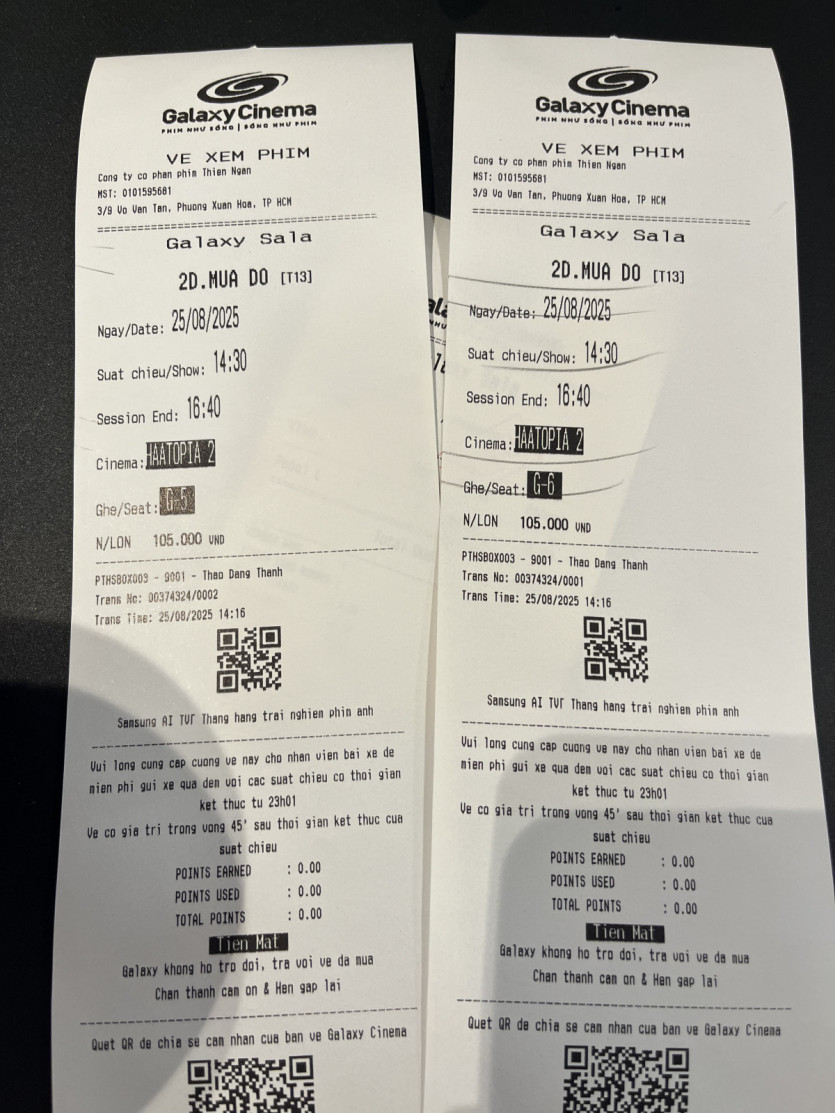 Galaxy Cinema
PHIM NHƯ SỐNG | SỐNG NHƯ PHIM
VE XEM PHIM
Cong ty co phan phim Thien Ngan
MST: 0101595681
3/9 Vo Van Tan, Phuong Xuan Hoa, TP HCM
Galaxy Sala
2D.MUA DO [T13]
Ngay/Date: 25/08/2025
Suat chieu/Show: 14:30
Session End: 16:40
Cinema: HAATOPIA 2
Ghe/Seat: G-5
N/LON 105.000 VND
PTHSBOX003 - 9001 - Thao Dang Thanh
Trans No: 00374324/0002
Trans Time: 25/08/2025 14:16
Samsung AI TV Thang hang trai nghiem phim anh
Vui long cung cap cuong ve nay cho nhan vien bai xe de
mien phi gui xe qua dem voi cac suat chieu co thoi gian
ket thuc tu 23h01
Ve co gia tri trong vong 45' sau thoi gian ket thuc cua
suat chieu
POINTS EARNED : 0.00
POINTS USED : 0.00
TOTAL POINTS : 0.00
Tien Mat
Galaxy khong ho tro doi, tra voi ve da mua
Chan thanh cam on & Hen gap lai
Quet QR de chia se cam nhan cua ban ve Galaxy Cinema
Galaxy Cinema
PHIM NHƯ SỐNG | SỐNG NHƯ PHIM
VE XEM PHIM
Cong ty co phan phim Thien Ngan
MST: 0101595681
3/9 Vo Van Tan, Phuong Xuan Hoa, TP HCM
Galaxy Sala
2D.MUA DO [T13]
Ngay/Date: 25/08/2025
Suat chieu/Show: 14:30
Session End: 16:40
Cinema: HAATOPIA 2
Ghe/Seat: G-6
N/LON 105.000 VND
PTHSBOX003 - 9001 - Thao Dang Thanh
Trans No: 00374324/0001
Trans Time: 25/08/2025 14:16
Samsung AI TV Thang hang trai nghiem phim anh
Vui long cung cap cuong ve nay cho nhan vien bai xe de
mien phi gui xe qua dem voi cac suat chieu co thoi gian
ket thuc tu 23h01
Ve co gia tri trong vong 45' sau thoi gian ket thuc cua
suat chieu
POINTS EARNED : 0.00
POINTS USED : 0.00
TOTAL POINTS : 0.00
Tien Mat
Galaxy khong ho tro doi, tra voi ve da mua
Chan thanh cam on & Hen gap lai
Quet QR de chia se cam nhan cua ban ve Galaxy Cinema